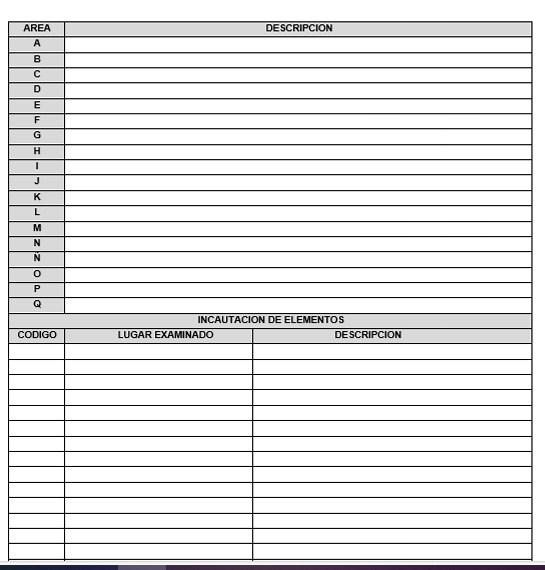 AREA DESCRIPCION
A
B
C
D
E
F
G
H
I
J
K
L
M
N
Ñ
O
P
Q
INCAUTACION DE ELEMENTOS
CODIGO LUGAR EXAMINADO DESCRIPCION